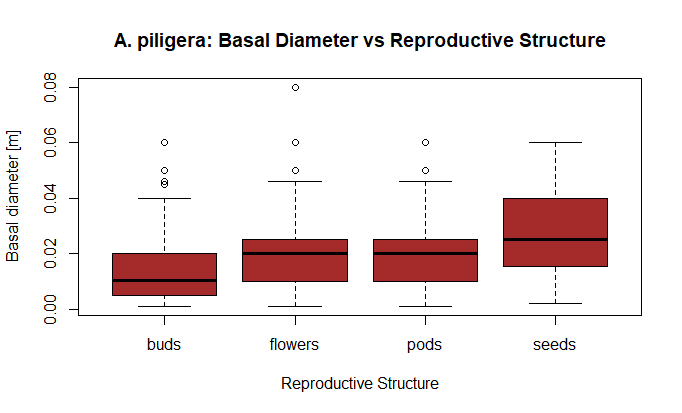 A. piligera: Basal Diameter vs Reproductive Structure
Basal diameter [m]
0.08
0.06
0.04
0.02
0.00
buds flowers pods seeds
Reproductive Structure